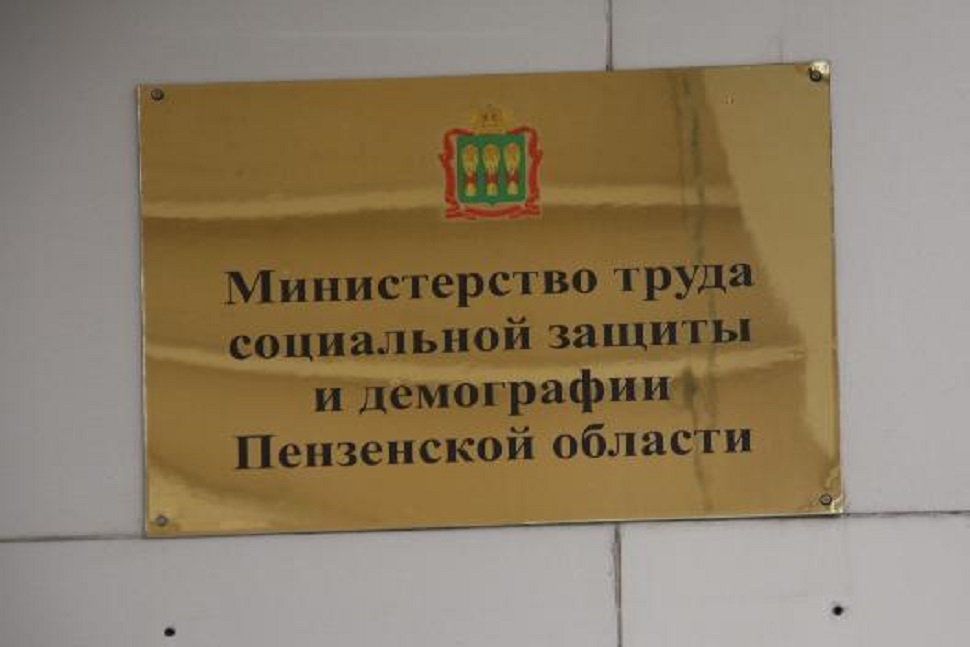 Министерство труда
социальной защиты
и демографии
Пензенской области